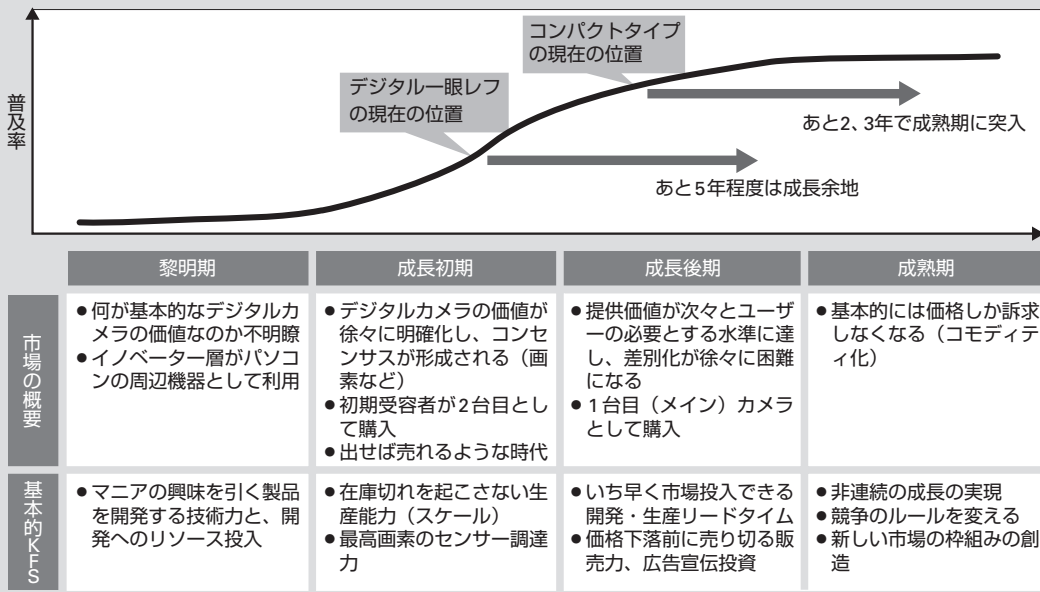 コンパクトタイプ
の現在の位置
デジタル一眼レフ
の現在の位置
普及率
あと2、3年で成熟期に突入
あと5年程度は成長余地
黎明期
成長初期
成長後期
成熟期
市場の概要
●何が基本的なデジタルカ
メラの価値なのか不明瞭
●イノベーター層がパソコ
ンの周辺機器として利用
●デジタルカメラの価値が
徐々に明確化し、コンセ
ンサスが形成される（画
素など）
●初期受容者が2台目とし
て購入
●出せば売れるような時代
●提供価値が次々とユーザ
ーの必要とする水準に達
し、差別化が徐々に困難
になる
●1台目（メイン）カメラ
として購入
●基本的には価格しか訴求
しなくなる（コモディテ
ィ化）
基本的KFS
●マニアの興味を引く製品
を開発する技術力と、開
発へのリソース投入
●在庫切れを起こさない生
産能力（スケール）
●最高画素のセンサー調達
力
●いち早く市場投入できる
開発・生産リードタイム
●価格下落前に売り切る販
売力、広告宣伝投資
●非連続の成長の実現
●競争のルールを変える
●新しい市場の枠組みの創
造